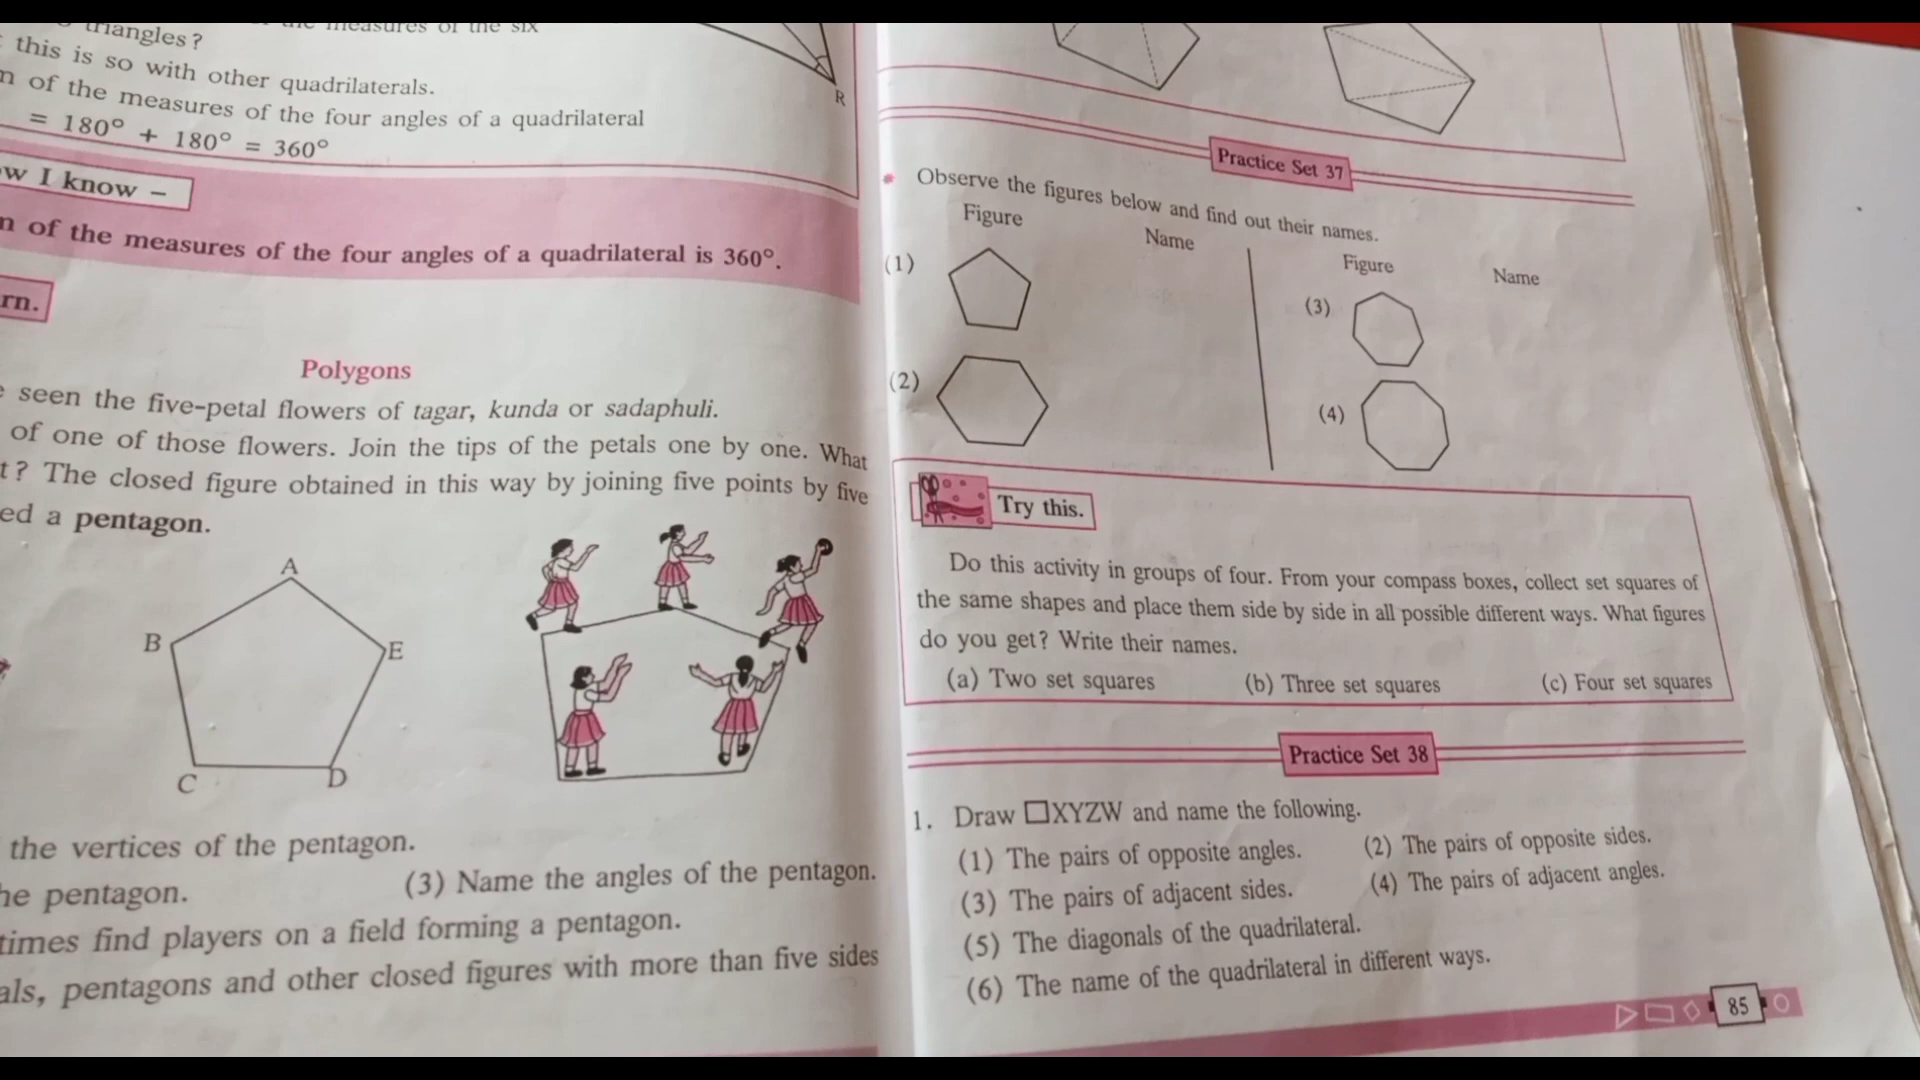 triangles?
this is so with other quadrilaterals.
of the measures of the four angles of a quadrilateral
= 180° + 180° = 360°
I know –
of the measures of the four angles of a quadrilateral is 360°.
Polygons
seen the five-petal flowers of tagar, kunda or sadaphuli.
of one of those flowers. Join the tips of the petals one by one. What
? The closed figure obtained in this way by joining five points by five
a pentagon.
A
B
E
C
D
the vertices of the pentagon.
pentagon.
(3) Name the angles of the pentagon.
find players on a field forming a pentagon.
pentagons and other closed figures with more than five sides
R
Practice Set 37
* Observe the figures below and find out their names.
Figure
Name
Figure
Name
(1)
(2)
(3)
(4)
Try this.
Do this activity in groups of four. From your compass boxes, collect set squares of
the same shapes and place them side by side in all possible different ways. What figures
do you get? Write their names.
(a) Two set squares (b) Three set squares (c) Four set squares
Practice Set 38
1. Draw □XYZW and name the following.
(1) The pairs of opposite angles. (2) The pairs of opposite sides.
(3) The pairs of adjacent sides. (4) The pairs of adjacent angles.
(5) The diagonals of the quadrilateral.
(6) The name of the quadrilateral in different ways.
85